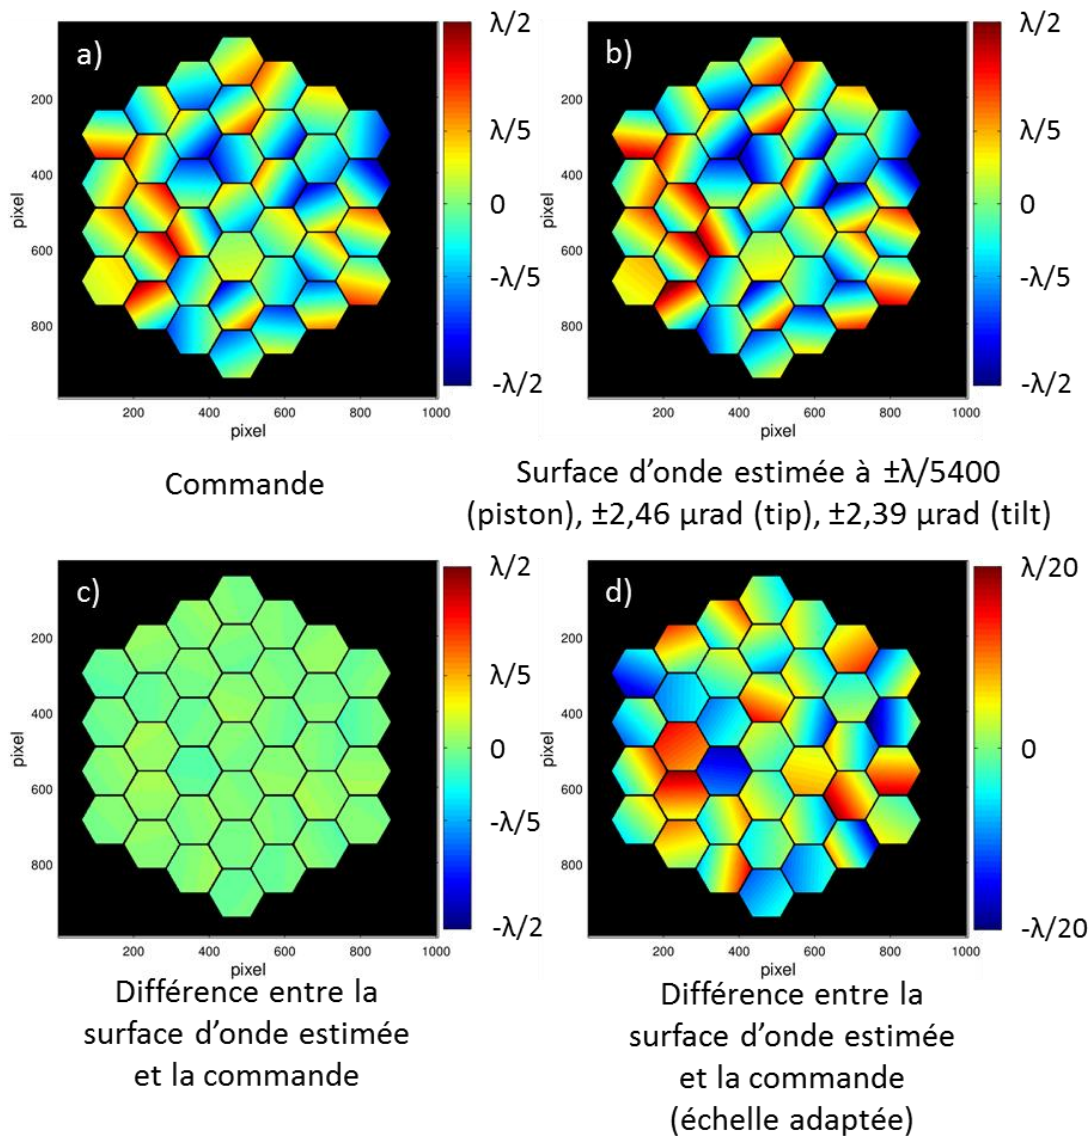 a)
λ/2
λ/5
0
-λ/5
-λ/2
200
400
600
800
pixel
200 400 600 800 1000
pixel
Commande
b)
λ/2
λ/5
0
-λ/5
-λ/2
200
400
600
800
pixel
200 400 600 800 1000
pixel
Surface d'onde estimée à ±λ/5400
(piston), ±2,46 μrad (tip), ±2,39 μrad (tilt)
c)
λ/2
λ/5
0
-λ/5
-λ/2
200
400
600
800
pixel
200 400 600 800 1000
pixel
Différence entre la
surface d'onde estimée
et la commande
d)
λ/20
0
-λ/20
200
400
600
800
pixel
200 400 600 800 1000
pixel
Différence entre la
surface d'onde estimée
et la commande
(échelle adaptée)